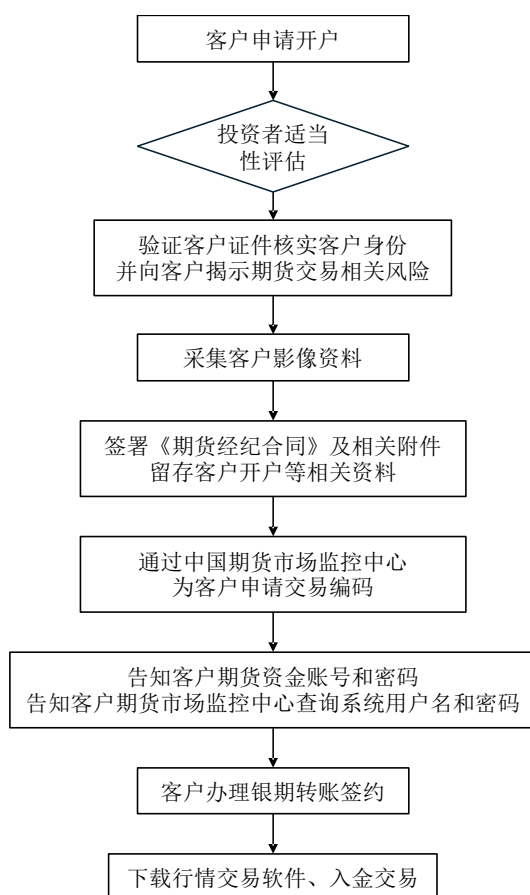 客户申请开户
投资者适当
性评估
验证客户证件核实客户身份
并向客户揭示期货交易相关风险
采集客户影像资料
签署《期货经纪合同》及相关附件
留存客户开户等相关资料
通过中国期货市场监控中心
为客户申请交易编码
告知客户期货资金账号和密码
告知客户期货市场监控中心查询系统用户名和密码
客户办理银期转账签约
下载行情交易软件、入金交易